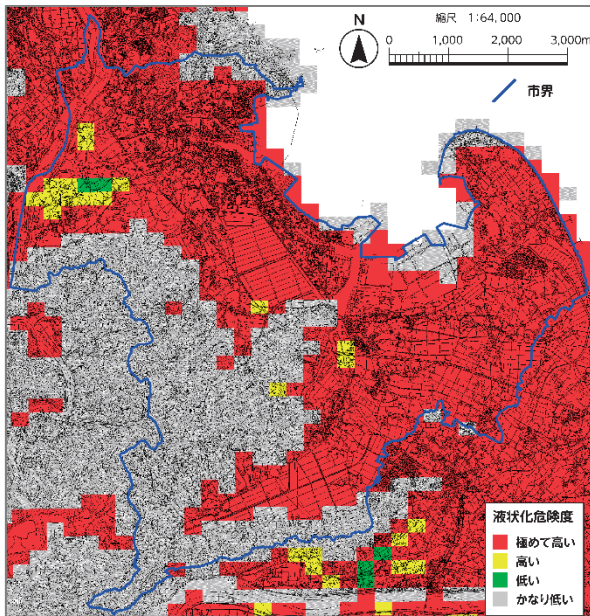 縮尺 1:64,000
N
0 1,000 2,000 3,000m
市界
液状化危険度
極めて高い
高い
低い
かなり低い